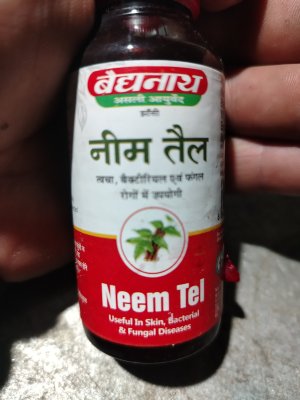 बैद्यनाथ
असली आयुर्वेद
झाँसी
नीम तैल
त्वचा, बैक्टीरियल एवं फंगल
रोगों में उपयोगी
Neem Tel
Useful In Skin, Bacterial
& Fungal Diseases